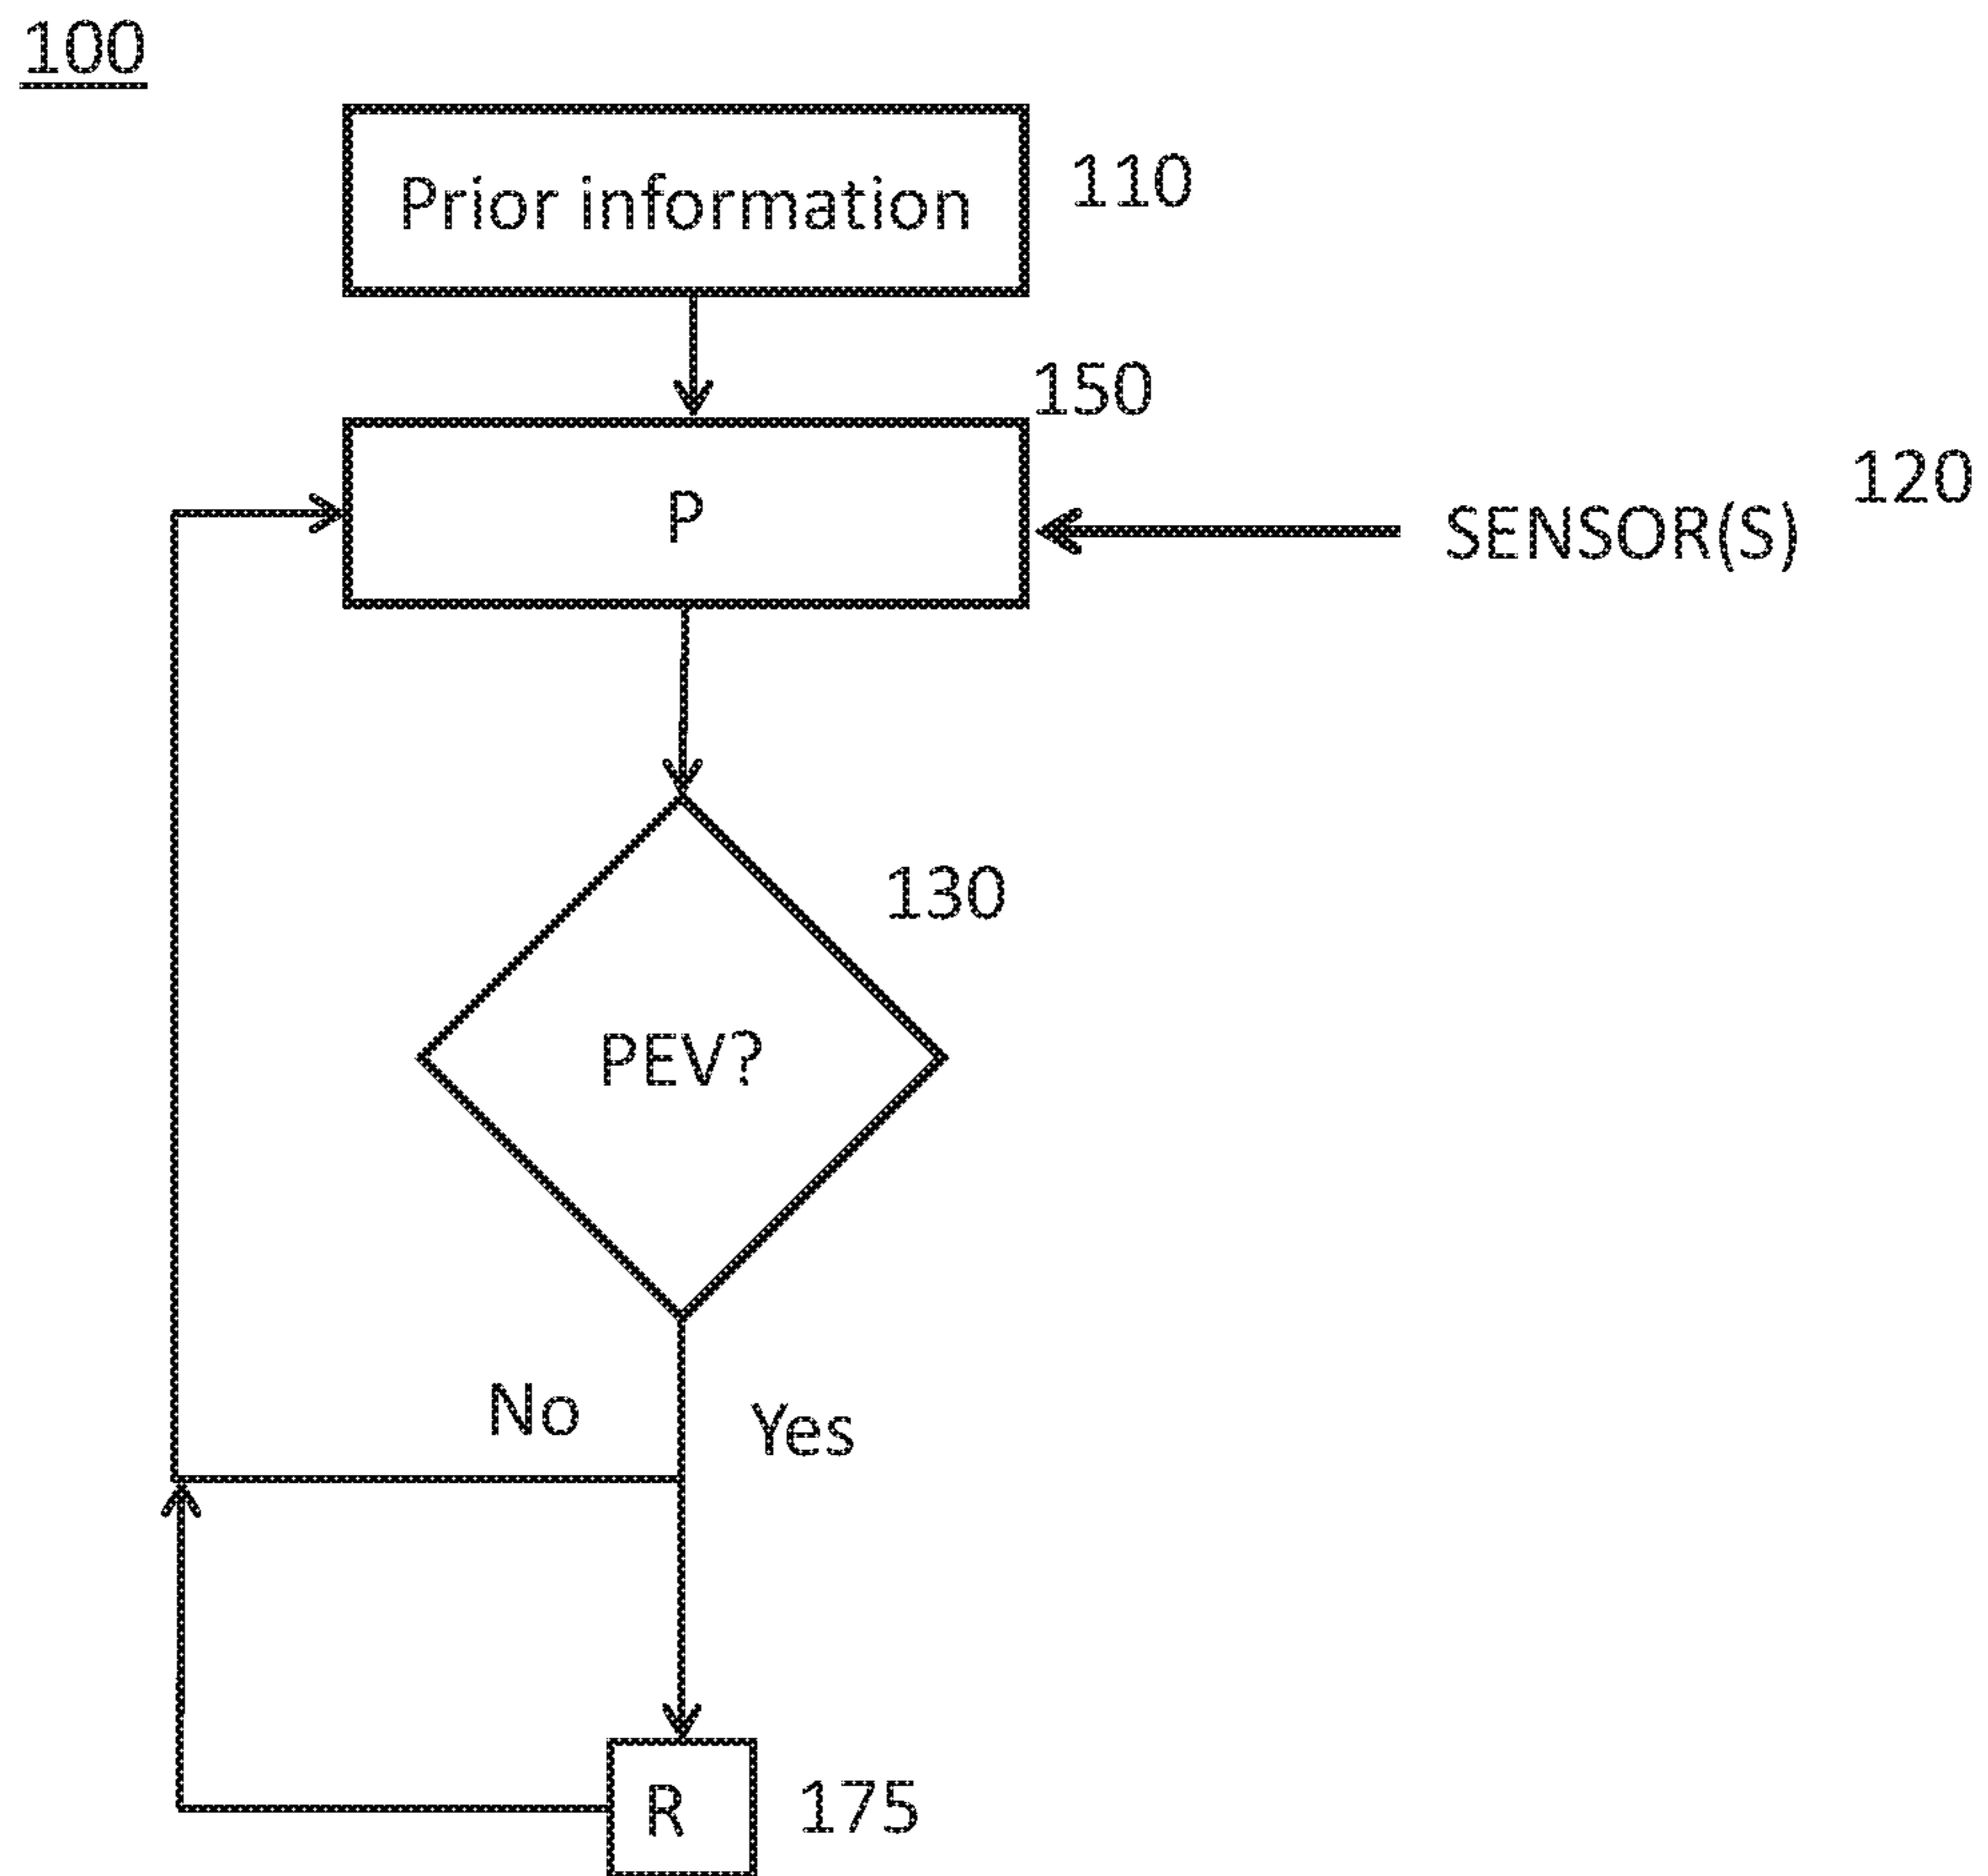 100
Prior information
110
150
P
120
SENSOR(S)
130
PEV?
No
Yes
R
175